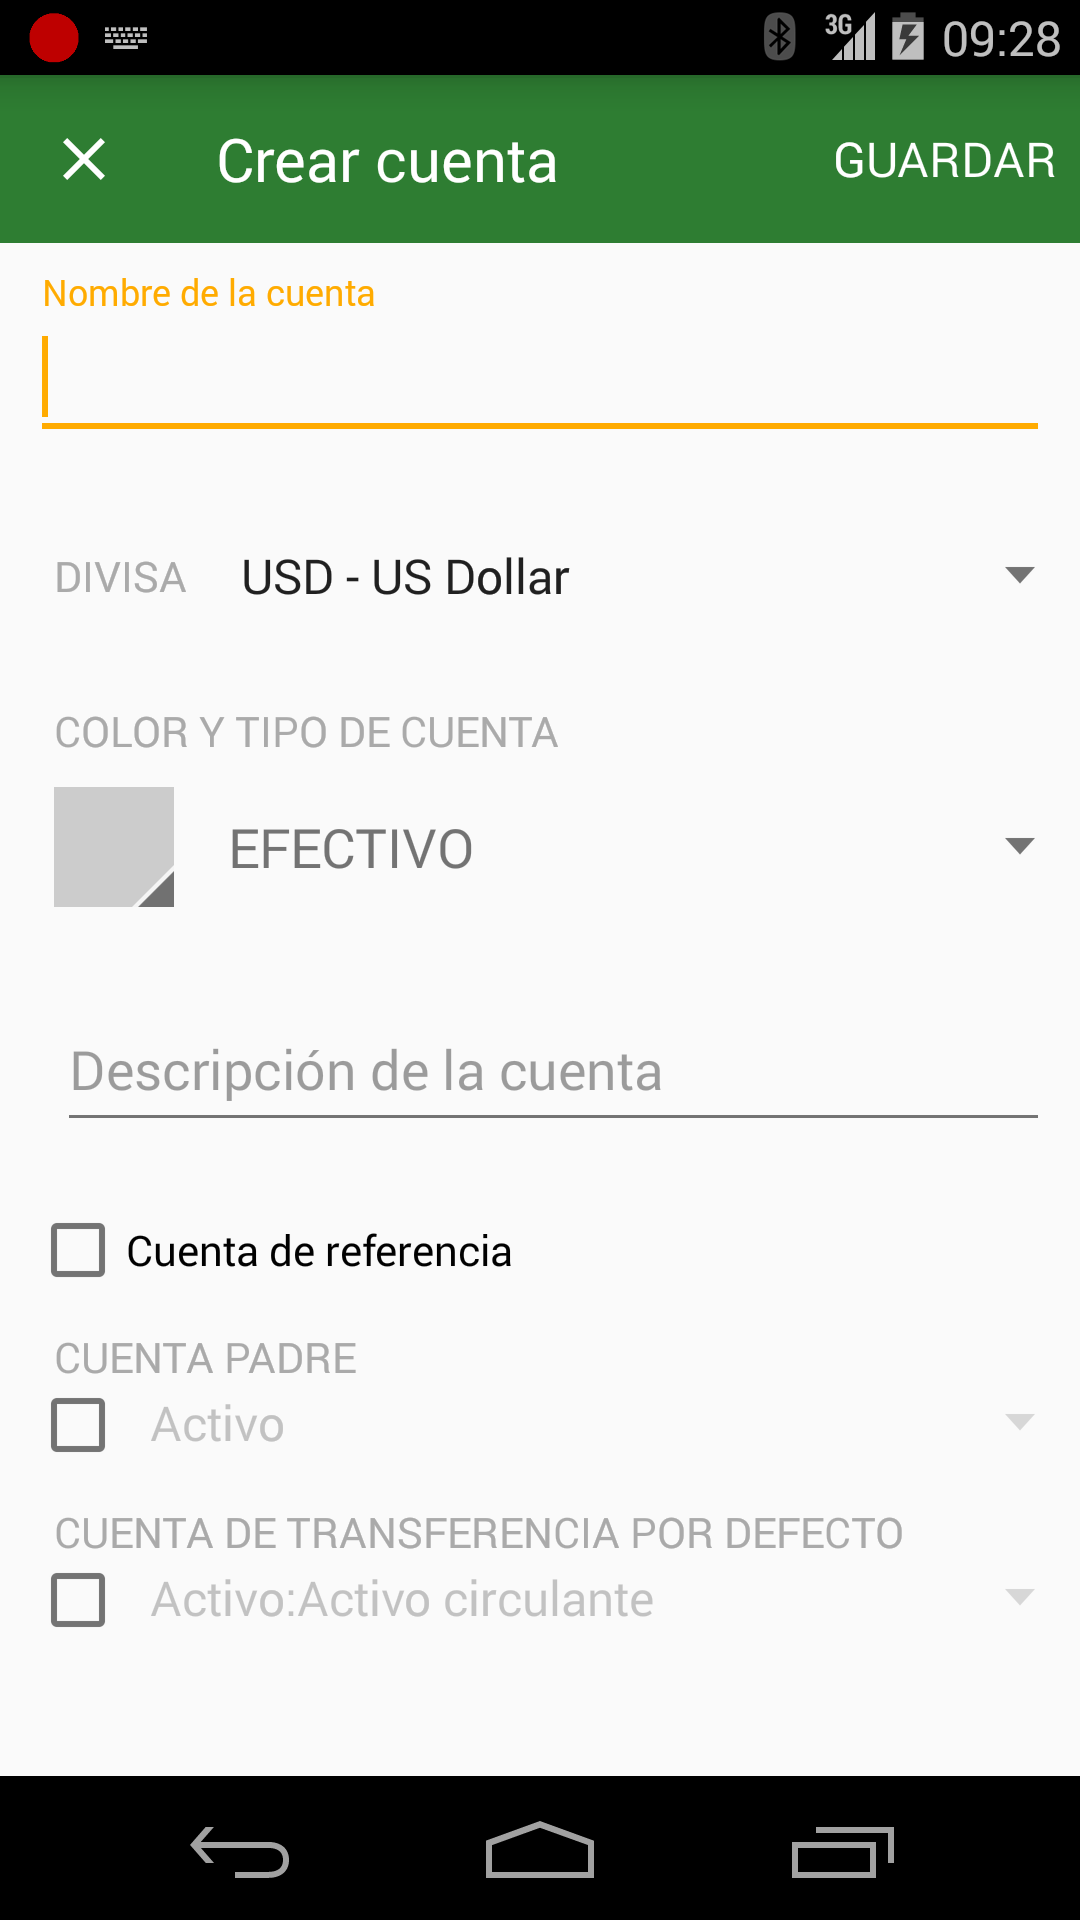 3G 09:28
Crear cuenta GUARDAR
Nombre de la cuenta
DIVISA USD - US Dollar
COLOR Y TIPO DE CUENTA
EFECTIVO
Descripción de la cuenta
Cuenta de referencia
CUENTA PADRE
Activo
CUENTA DE TRANSFERENCIA POR DEFECTO
Activo:Activo circulante